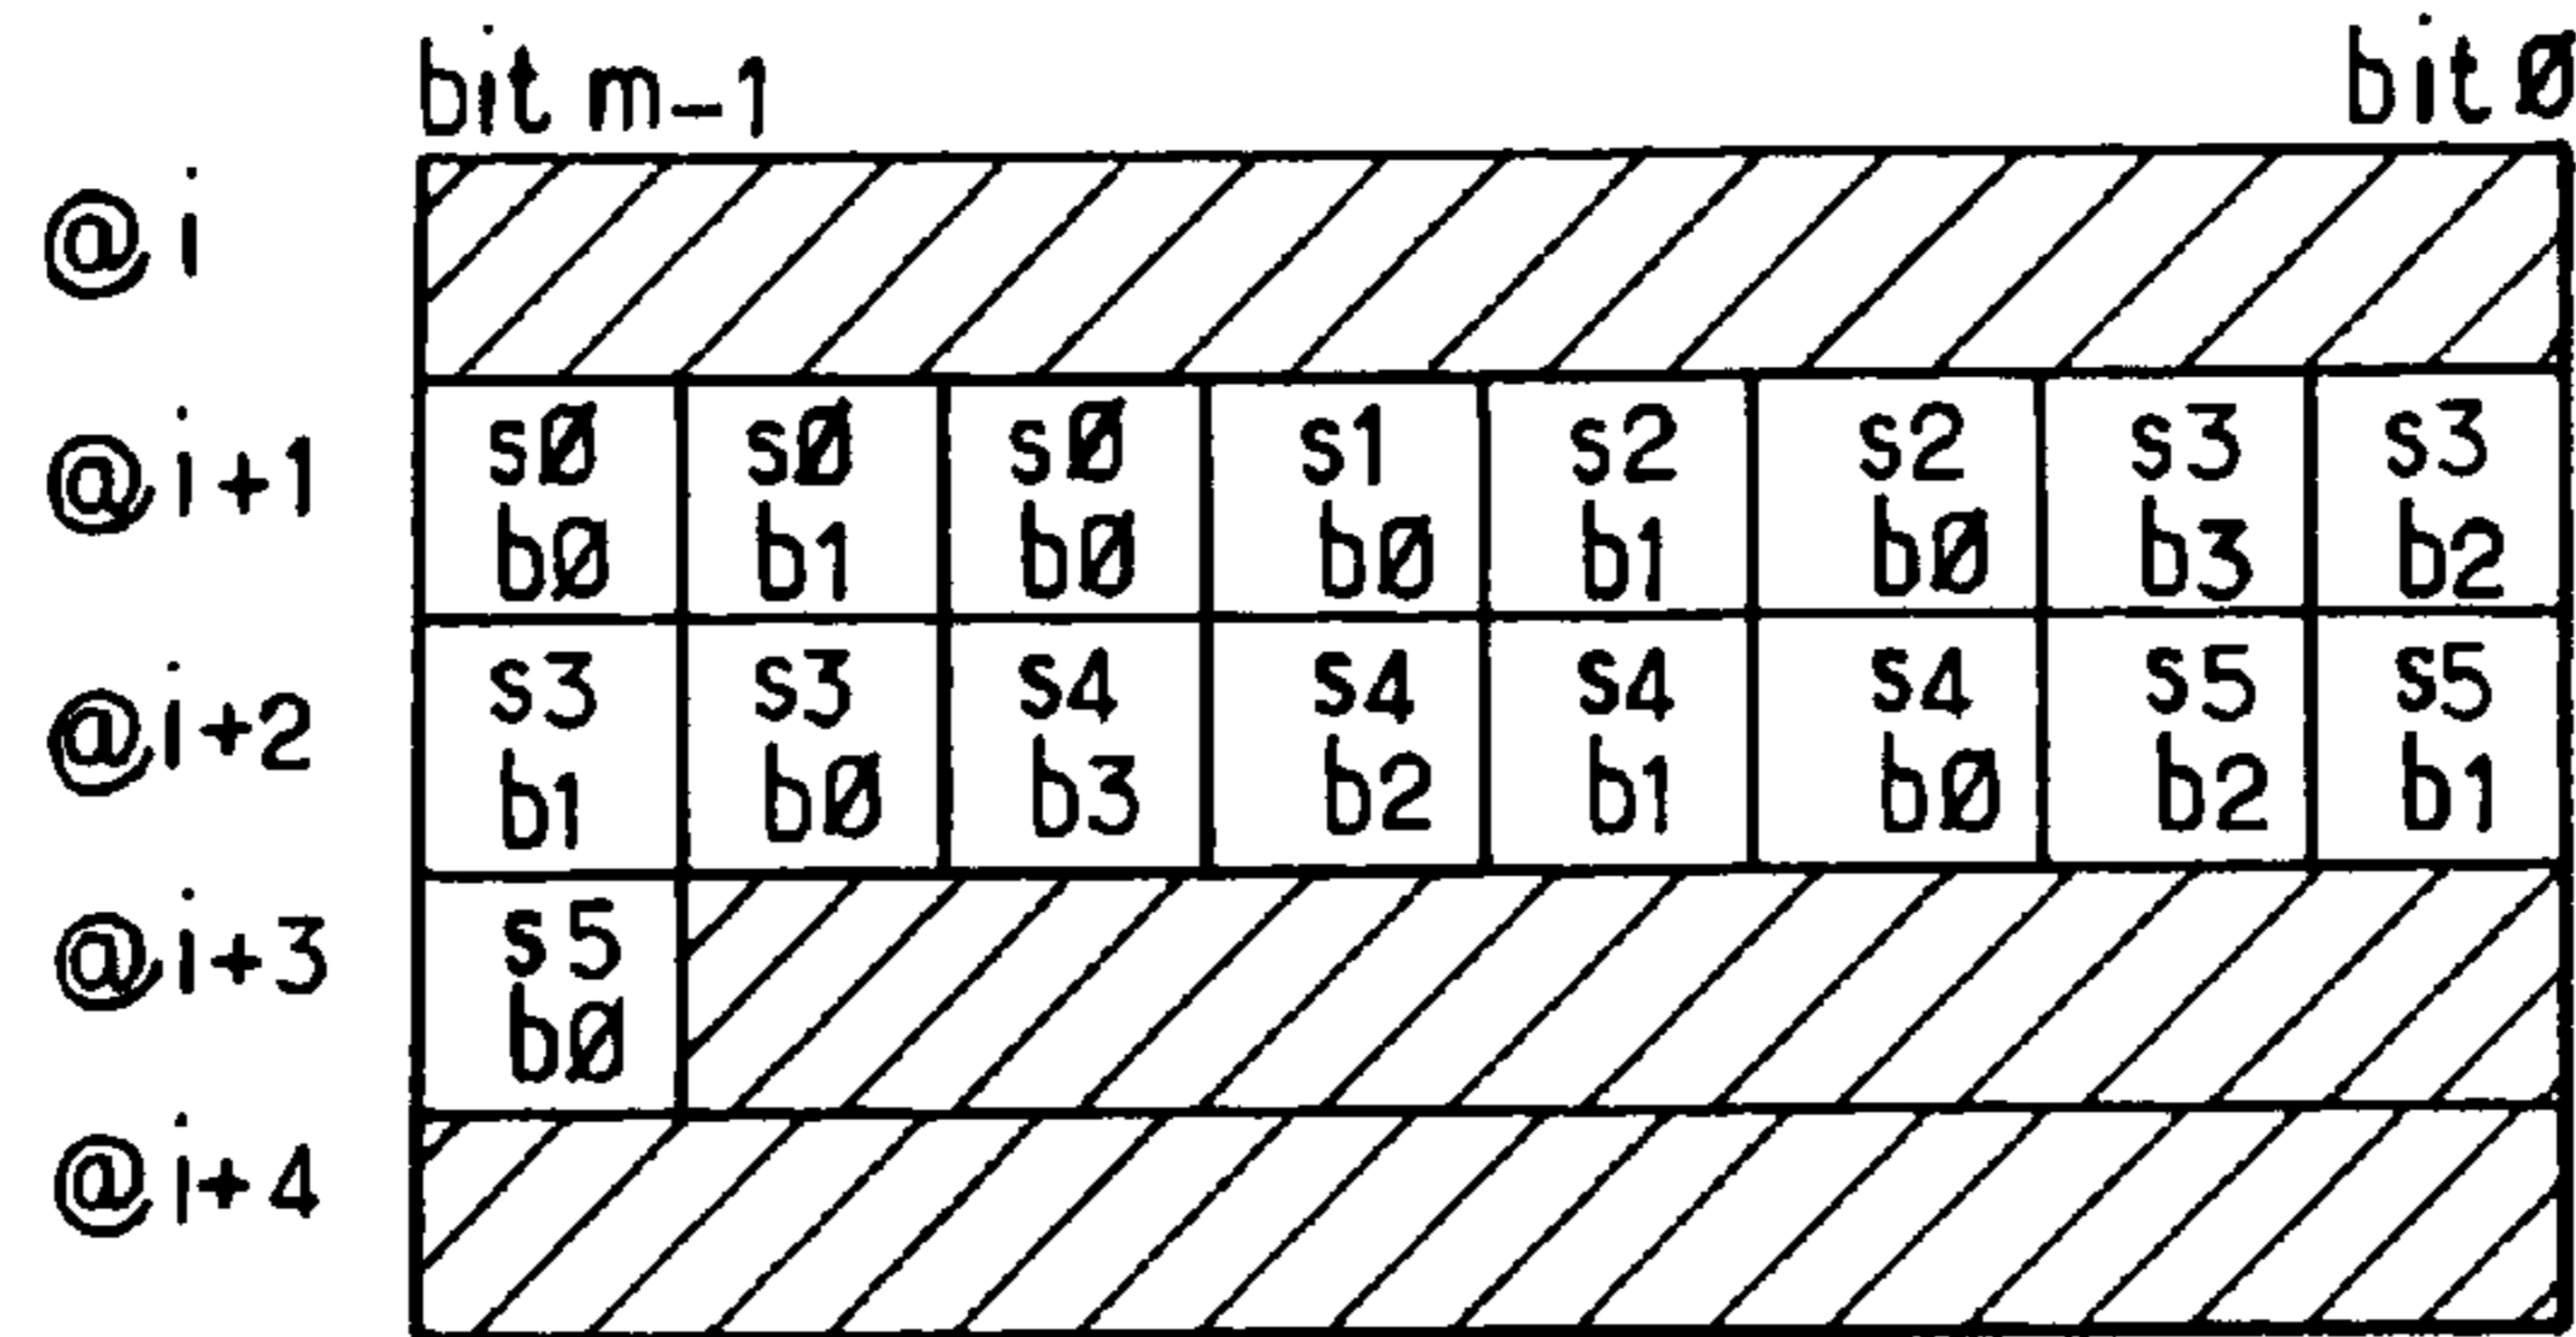 bit m-1 bit Ø
@ i
@ i+1 sØ sØ sØ s1 s2 s2 s3 s3
bØ b1 bØ bØ b1 bØ b3 b2
@ i+2 s3 s3 s4 s4 s4 s4 s5 s5
b1 bØ b3 b2 b1 bØ b2 b1
@ i+3 s5
bØ
@ i+4